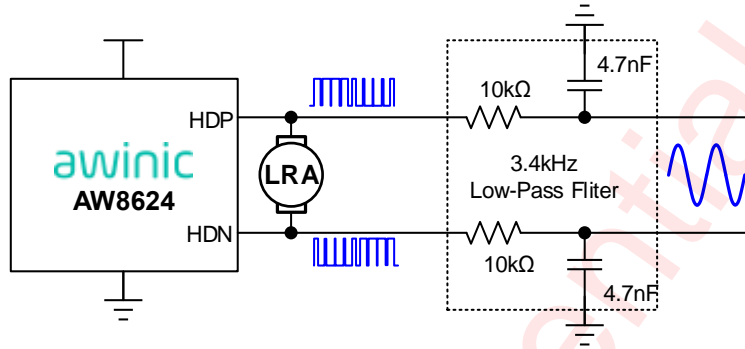 4.7nF
10kΩ
HDP
awinic
AW8624
LRA
3.4kHz
Low-Pass Fliter
HDN
10kΩ
4.7nF